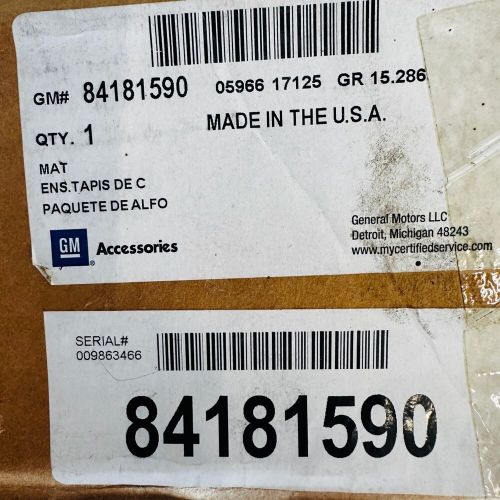 GM# 84181590 05966 17125 GR 15.286
QTY. 1 MADE IN THE U.S.A.
MAT
ENS.TAPIS DE C
PAQUETE DE ALFO
General Motors LLC
Detroit, Michigan 48243
www.mycertifiedservice.com
GM Accessories
SERIAL#
009863466
84181590